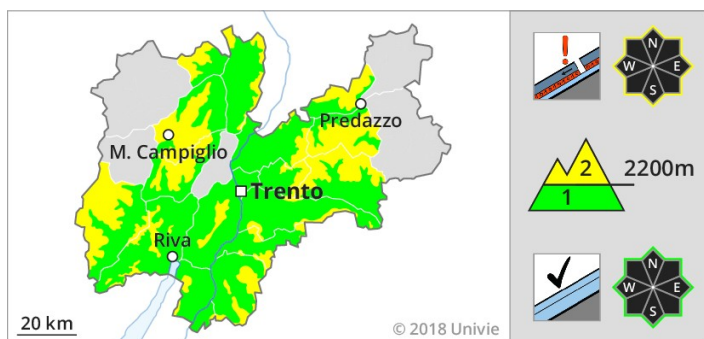 Predazzo
M. Campiglio
Trento
Riva
20 km
© 2018 Univie
!
N
W E
S
2 2200m
1
N
W E
S